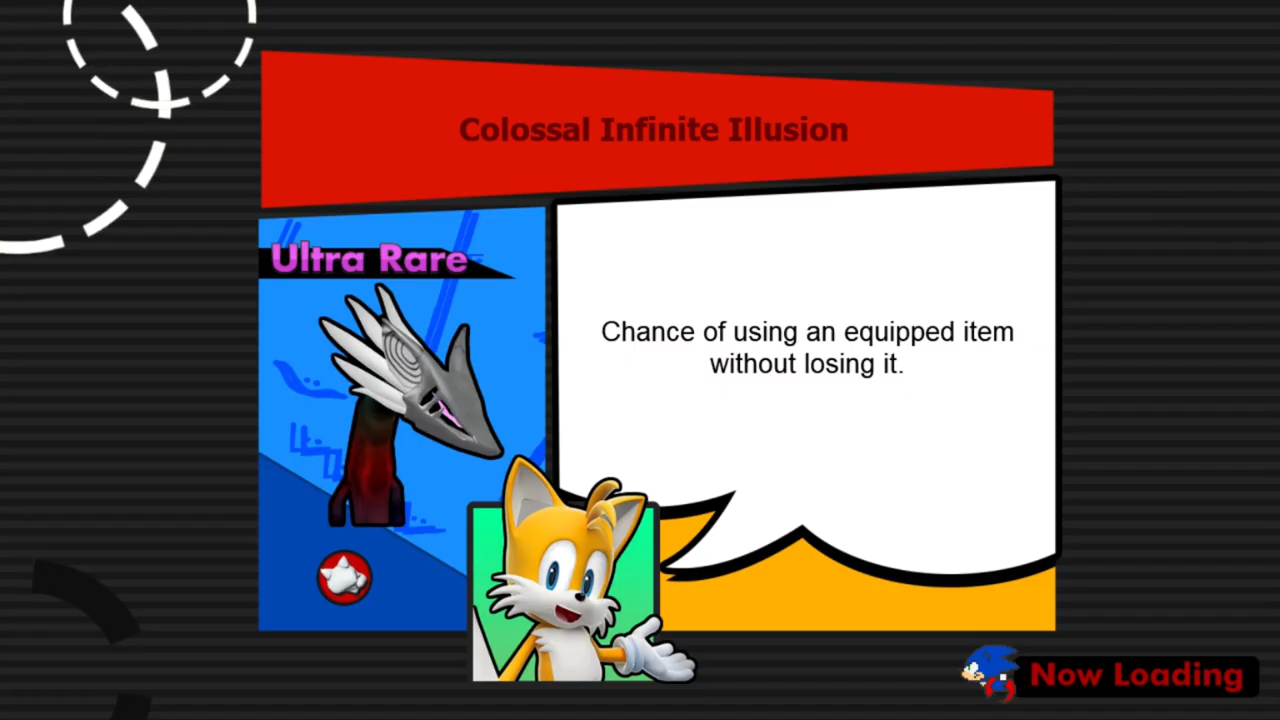 Colossal Infinite Illusion
Ultra Rare
Chance of using an equipped item
without losing it.
Now Loading